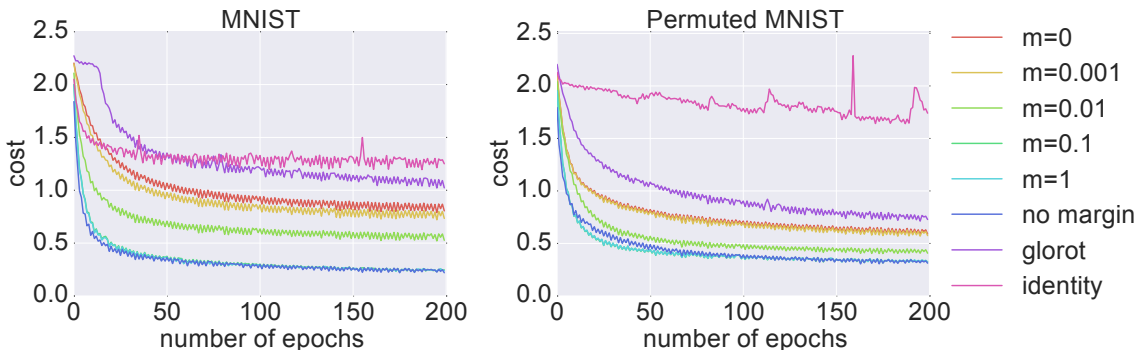 MNIST
2.5
2.0
1.5
1.0
0.5
0.0
cost
0 50 100 150 200
number of epochs
Permuted MNIST
2.5
2.0
1.5
1.0
0.5
0.0
cost
0 50 100 150 200
number of epochs
m=0
m=0.001
m=0.01
m=0.1
m=1
no margin
glorot
identity